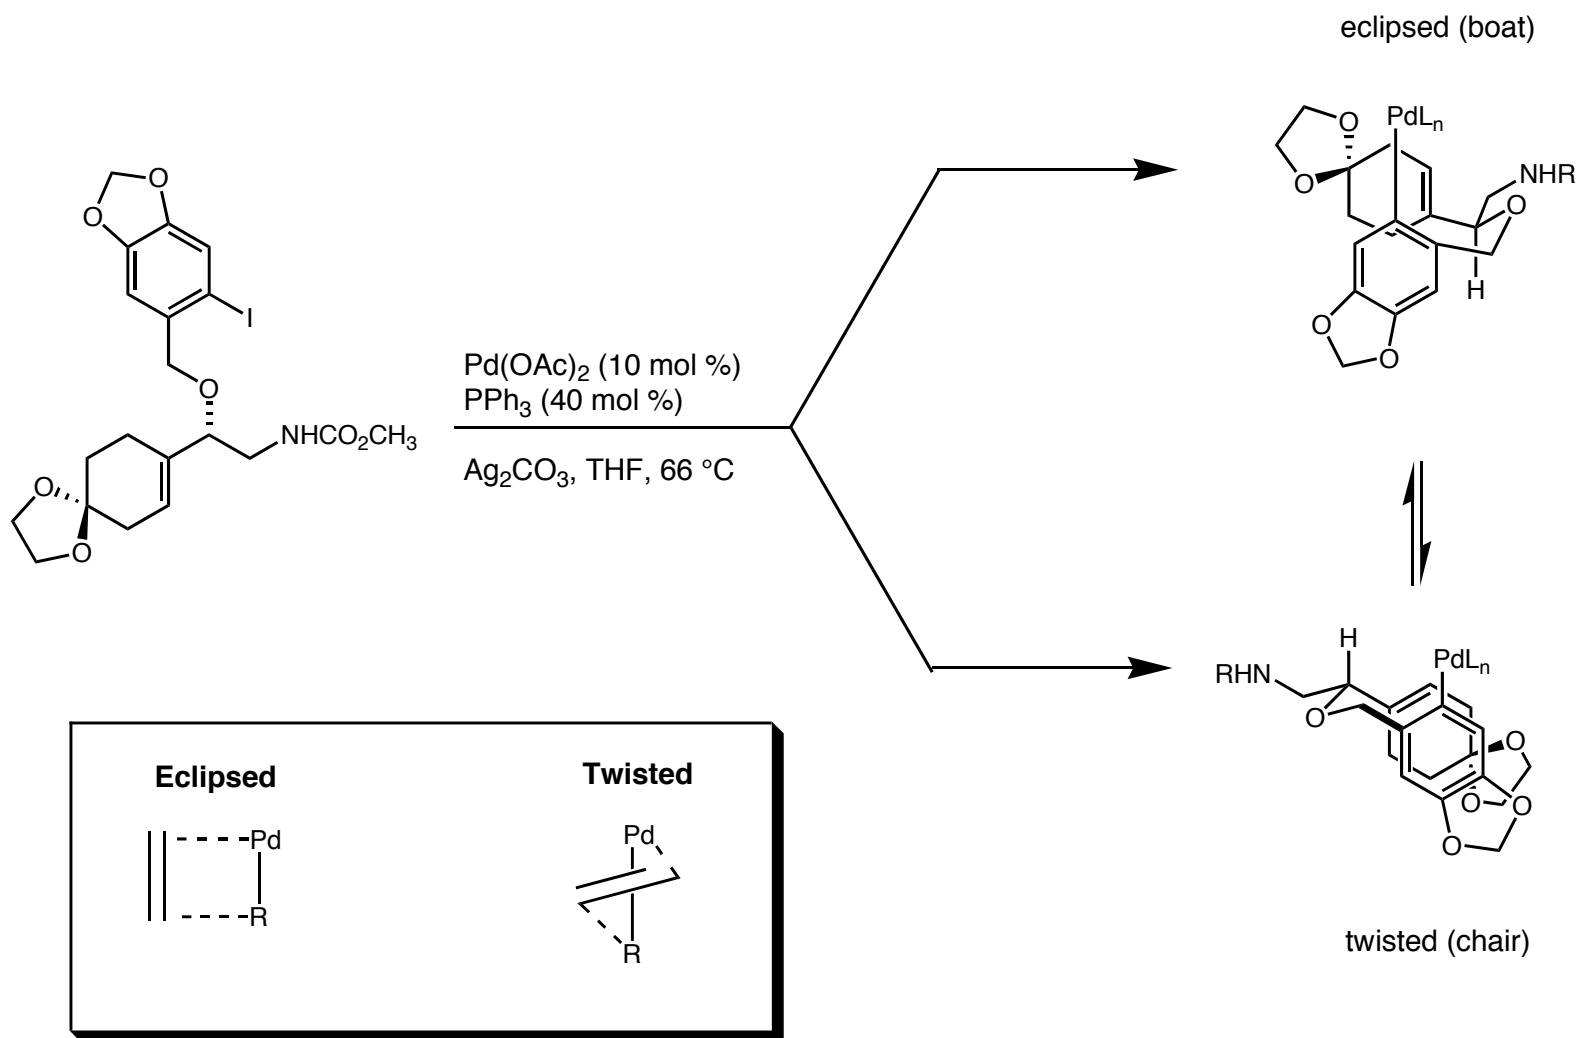 eclipsed (boat)
O
PdLn
O
NHR
O
H
O
O
O
O
I
O
NHCO2CH3
O
O
Pd(OAc)2 (10 mol %)
PPh3 (40 mol %)
Ag2CO3, THF, 66 °C
H
PdLn
RHN
O
O
O
O
O
twisted (chair)
Eclipsed
Twisted
Pd
R
Pd
R